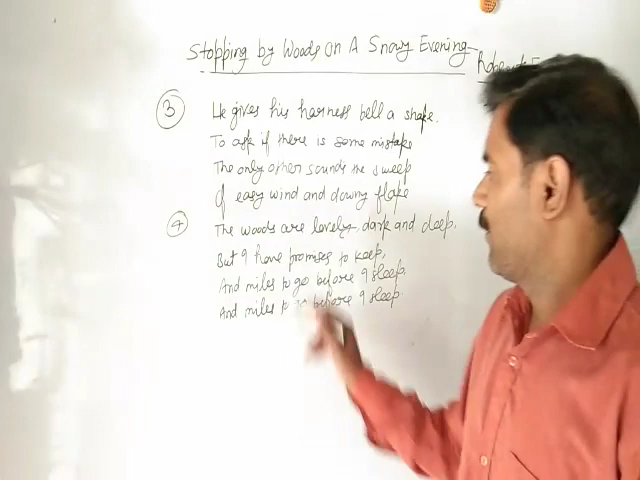 Stopping by Woods on A Snowy Evening-
Robert F
3 He gives his harness bell a shake.
To ask if there is some mistake
The only other sounds the sweep
Of easy wind and downy flake
4 The woods are lovely, dark and deep.
But I have promises to keep,
And miles to go before I sleep.
And miles to go before I sleep.